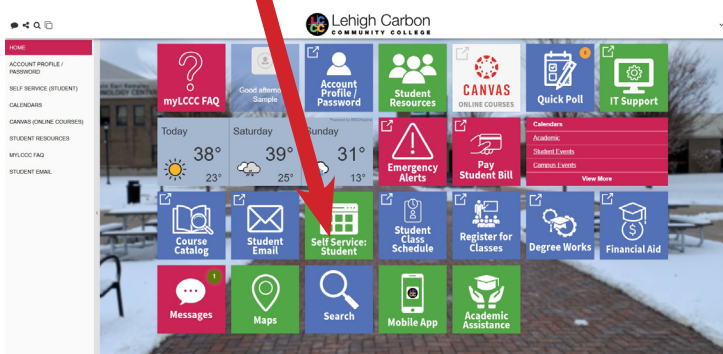 LCCC
Lehigh Carbon
COMMUNITY COLLEGE
HOME
ACCOUNT PROFILE /
PASSWORD
SELF SERVICE (STUDENT)
CALENDARS
CANVAS (ONLINE COURSES)
STUDENT RESOURCES
MYLCCC FAQ
STUDENT EMAIL
myLCCC FAQ
Sample
Account
Profile /
Password
Student
Resources
CANVAS
ONLINE COURSES
Quick Poll
IT Support
Today
38°
23°
Saturday
39°
25°
Sunday
31°
13°
Emergency
Alerts
Pay
Student Bill
Calendars
Academic
Student Events
Campus Events
View More
Course
Catalog
Student
Email
Self Service:
Student
Student
Class
Schedule
Register for
Classes
Degree Works
Financial Aid
Messages
1
Maps
Search
Mobile App
Academic
Assistance